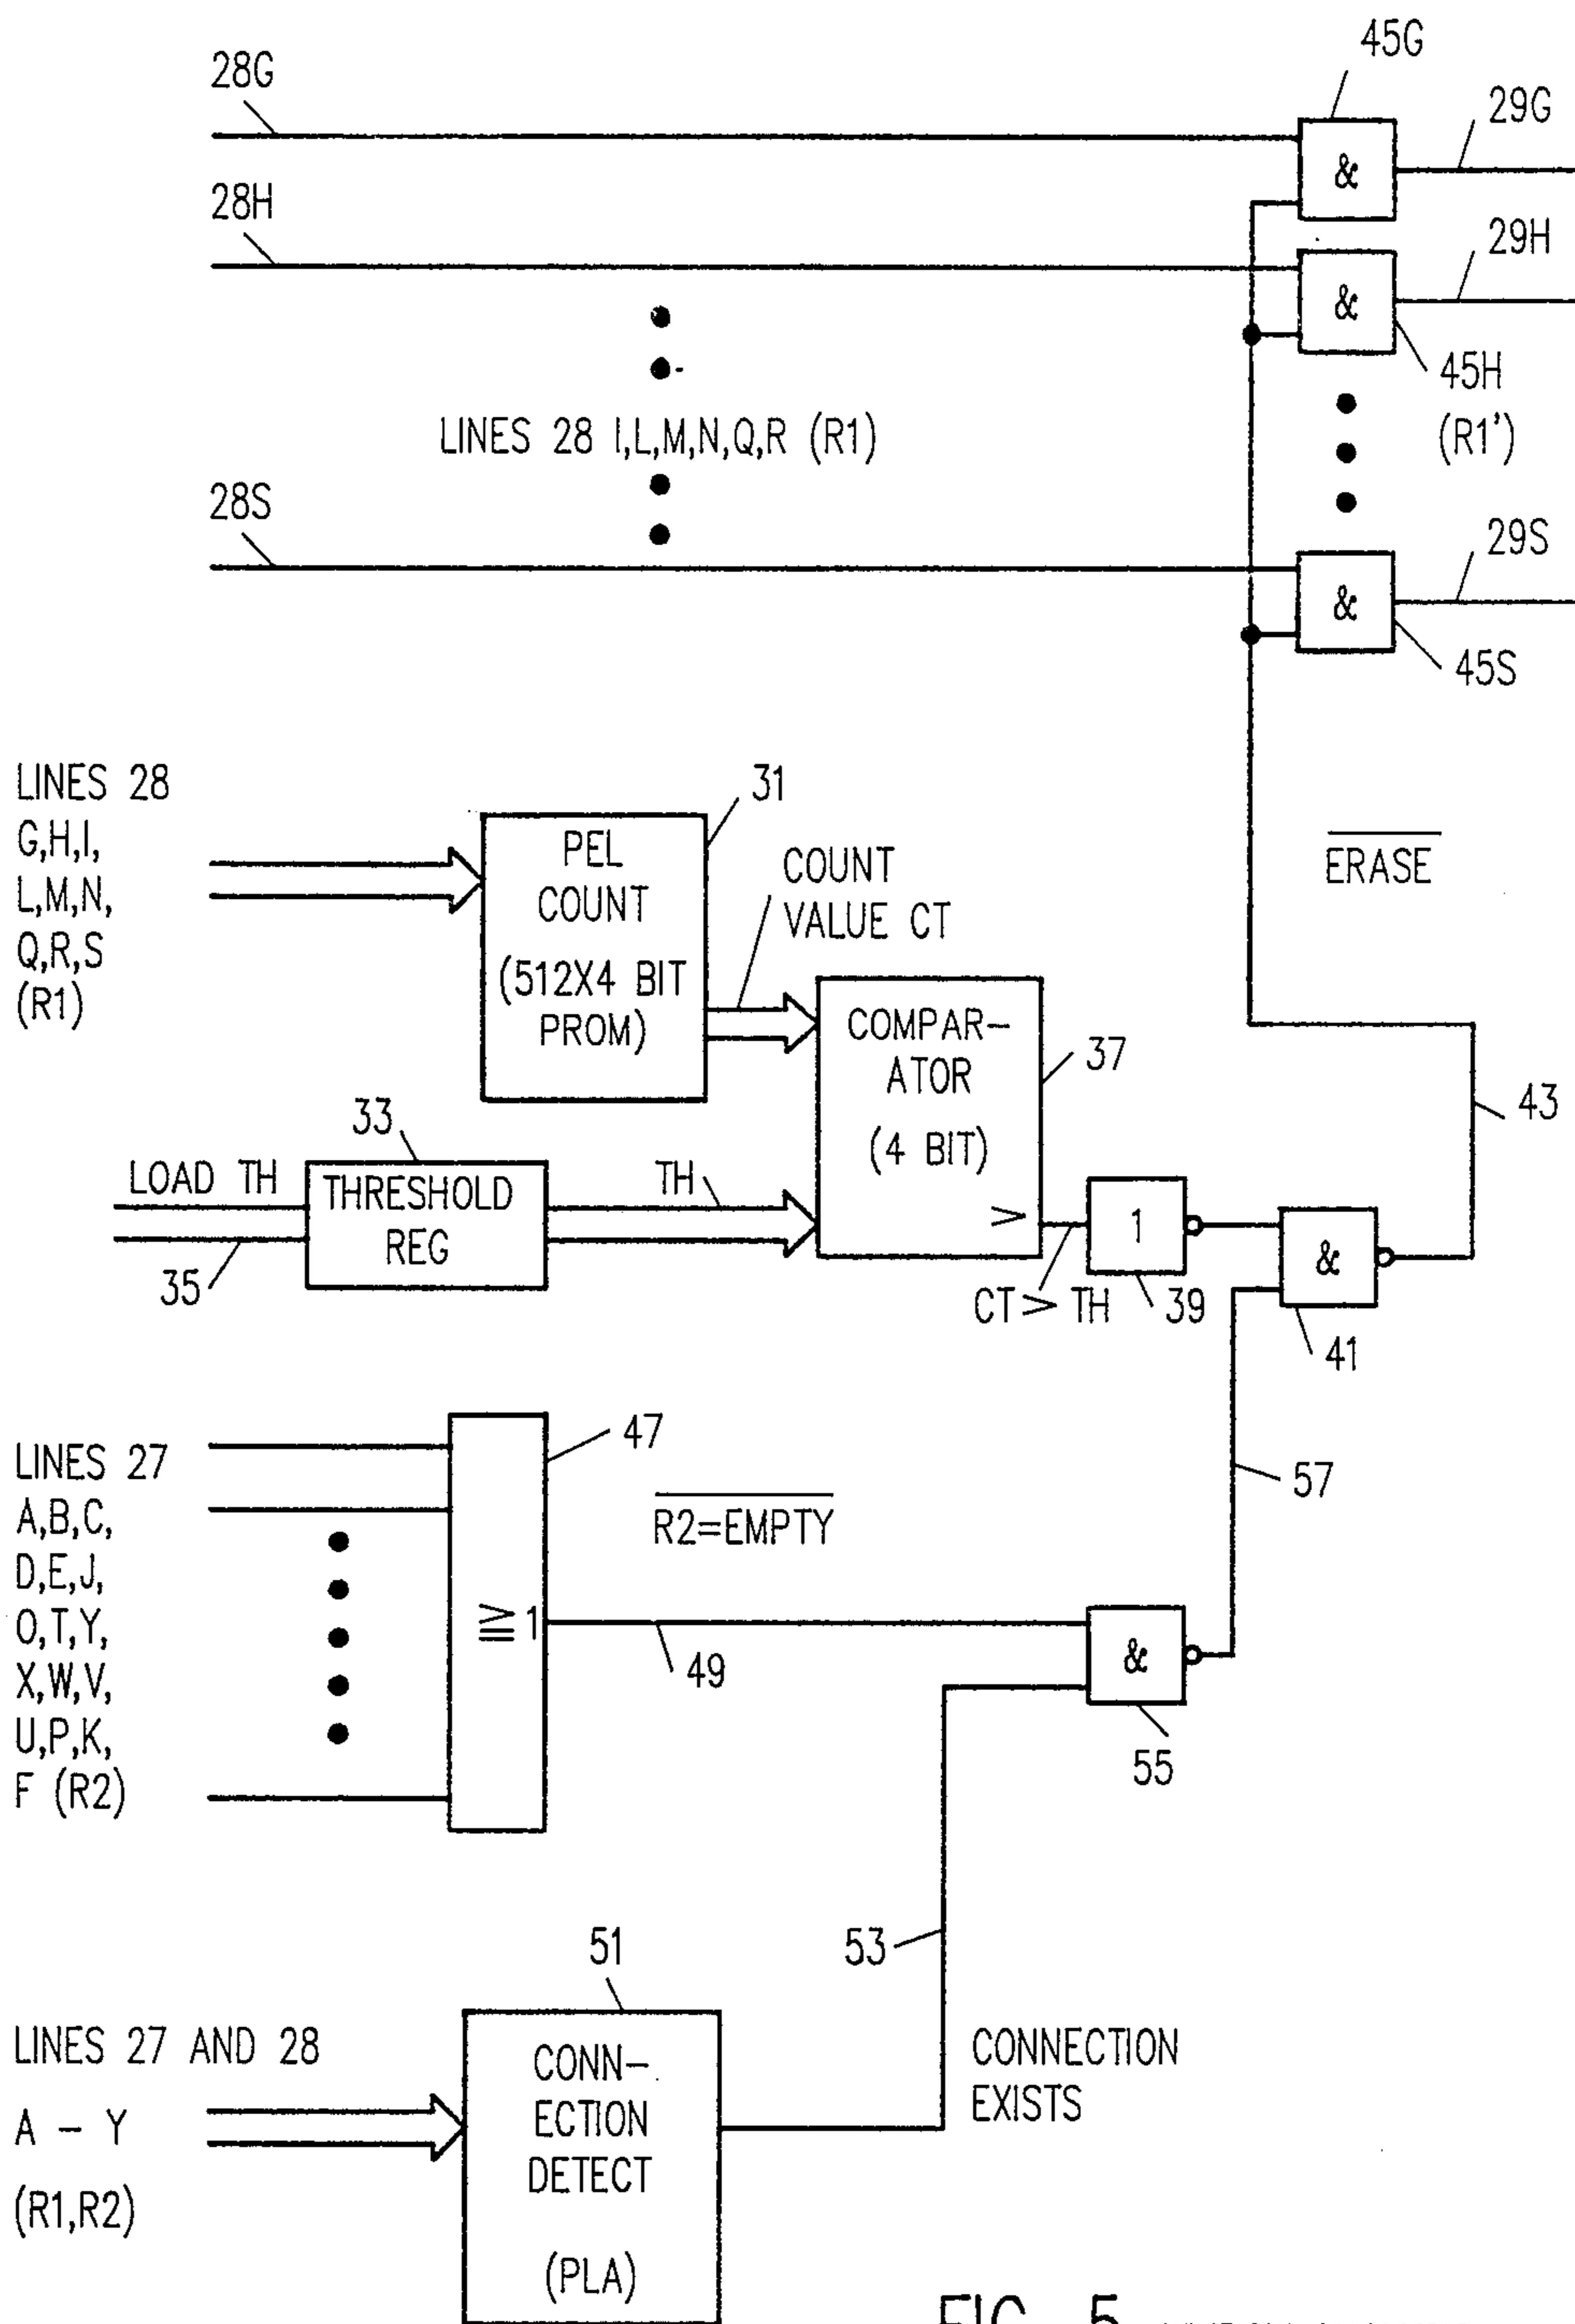 45G
28G
29G
&
28H
29H
&
45H
(R1')
LINES 28 I,L,M,N,Q,R (R1)
28S
29S
&
45S
LINES 28
G,H,I,
L,M,N,
Q,R,S
(R1)
31
PEL
COUNT
(512X4 BIT
PROM)
COUNT
VALUE CT
ERASE
COMPAR-
ATOR
(4 BIT)
>
37
43
33
LOAD TH
THRESHOLD
REG
TH
35
1
CT > TH
39
&
41
LINES 27
A,B,C,
D,E,J,
O,T,Y,
X,W,V,
U,P,K,
F (R2)
47
R2=EMPTY
≧ 1
49
57
&
55
53
51
LINES 27 AND 28
A - Y
(R1,R2)
CONN-
ECTION
DETECT
(PLA)
CONNECTION
EXISTS
FIG. 5